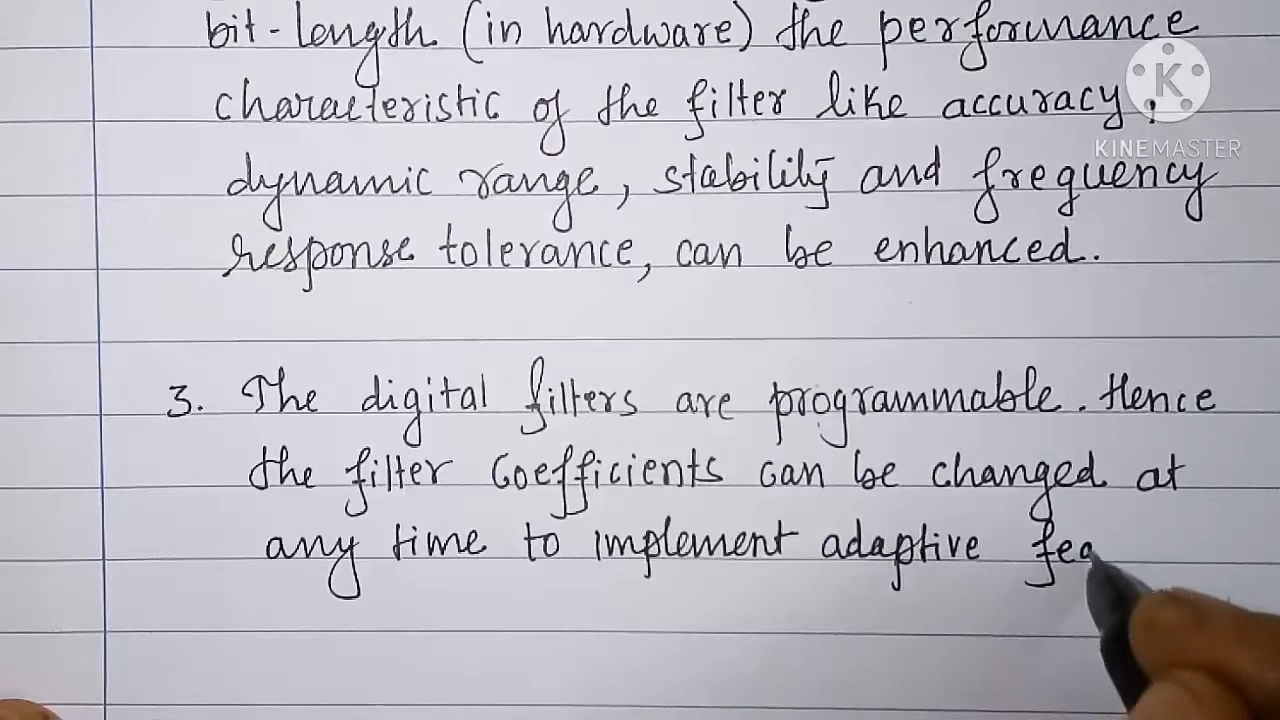 bit-length (in hardware) the performance
characteristic of the filter like accuracy,
dynamic range, stability and frequency
response tolerance, can be enhanced.
3. The digital filters are programmable. Hence
the filter coefficients can be changed at
any time to implement adaptive fea
K
KINEMASTER